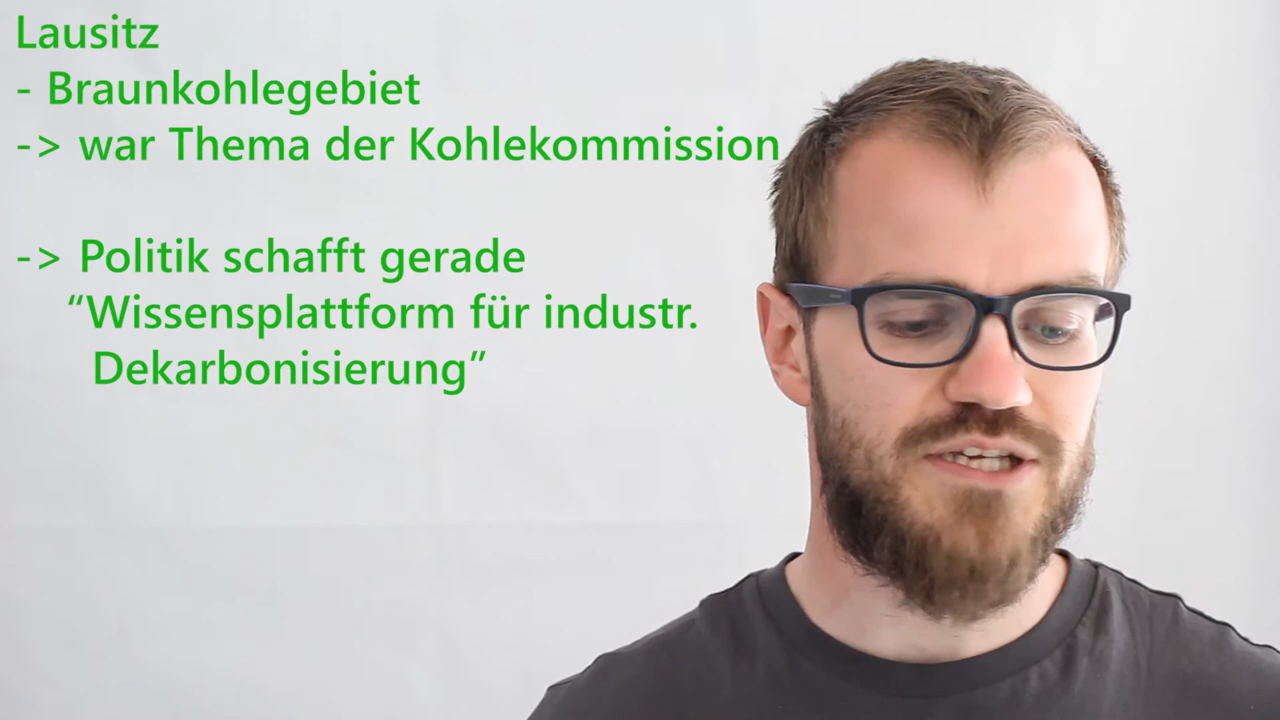 Lausitz
- Braunkohlegebiet
-> war Thema der Kohlekommission
-> Politik schafft gerade
“Wissensplattform für industr.
Dekarbonisierung”